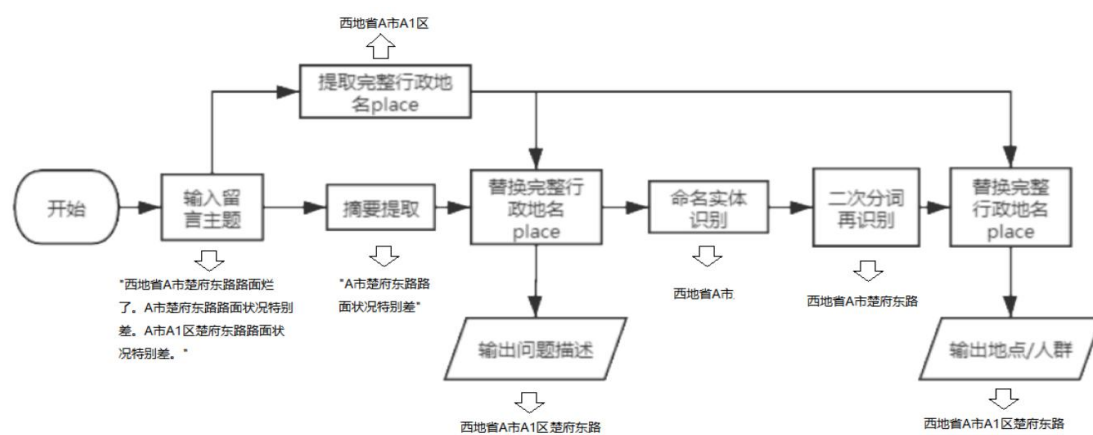 西地省A市A1区
提取完整行政地
名place
开始
输入留
言主题
摘要提取
替换完整行
政地名
place
命名实体
识别
二次分词
再识别
替换完整
行政地名
place
"西地省A市楚府东路路面烂
了。A市楚府东路路面状况特别
差。A市A1区楚府东路路面状
况特别差。"
"A市楚府东路路
面状况特别差"
西地省A市
西地省A市楚府东路
输出问题描述
输出地点/人群
西地省A市A1区楚府东路
西地省A市A1区楚府东路